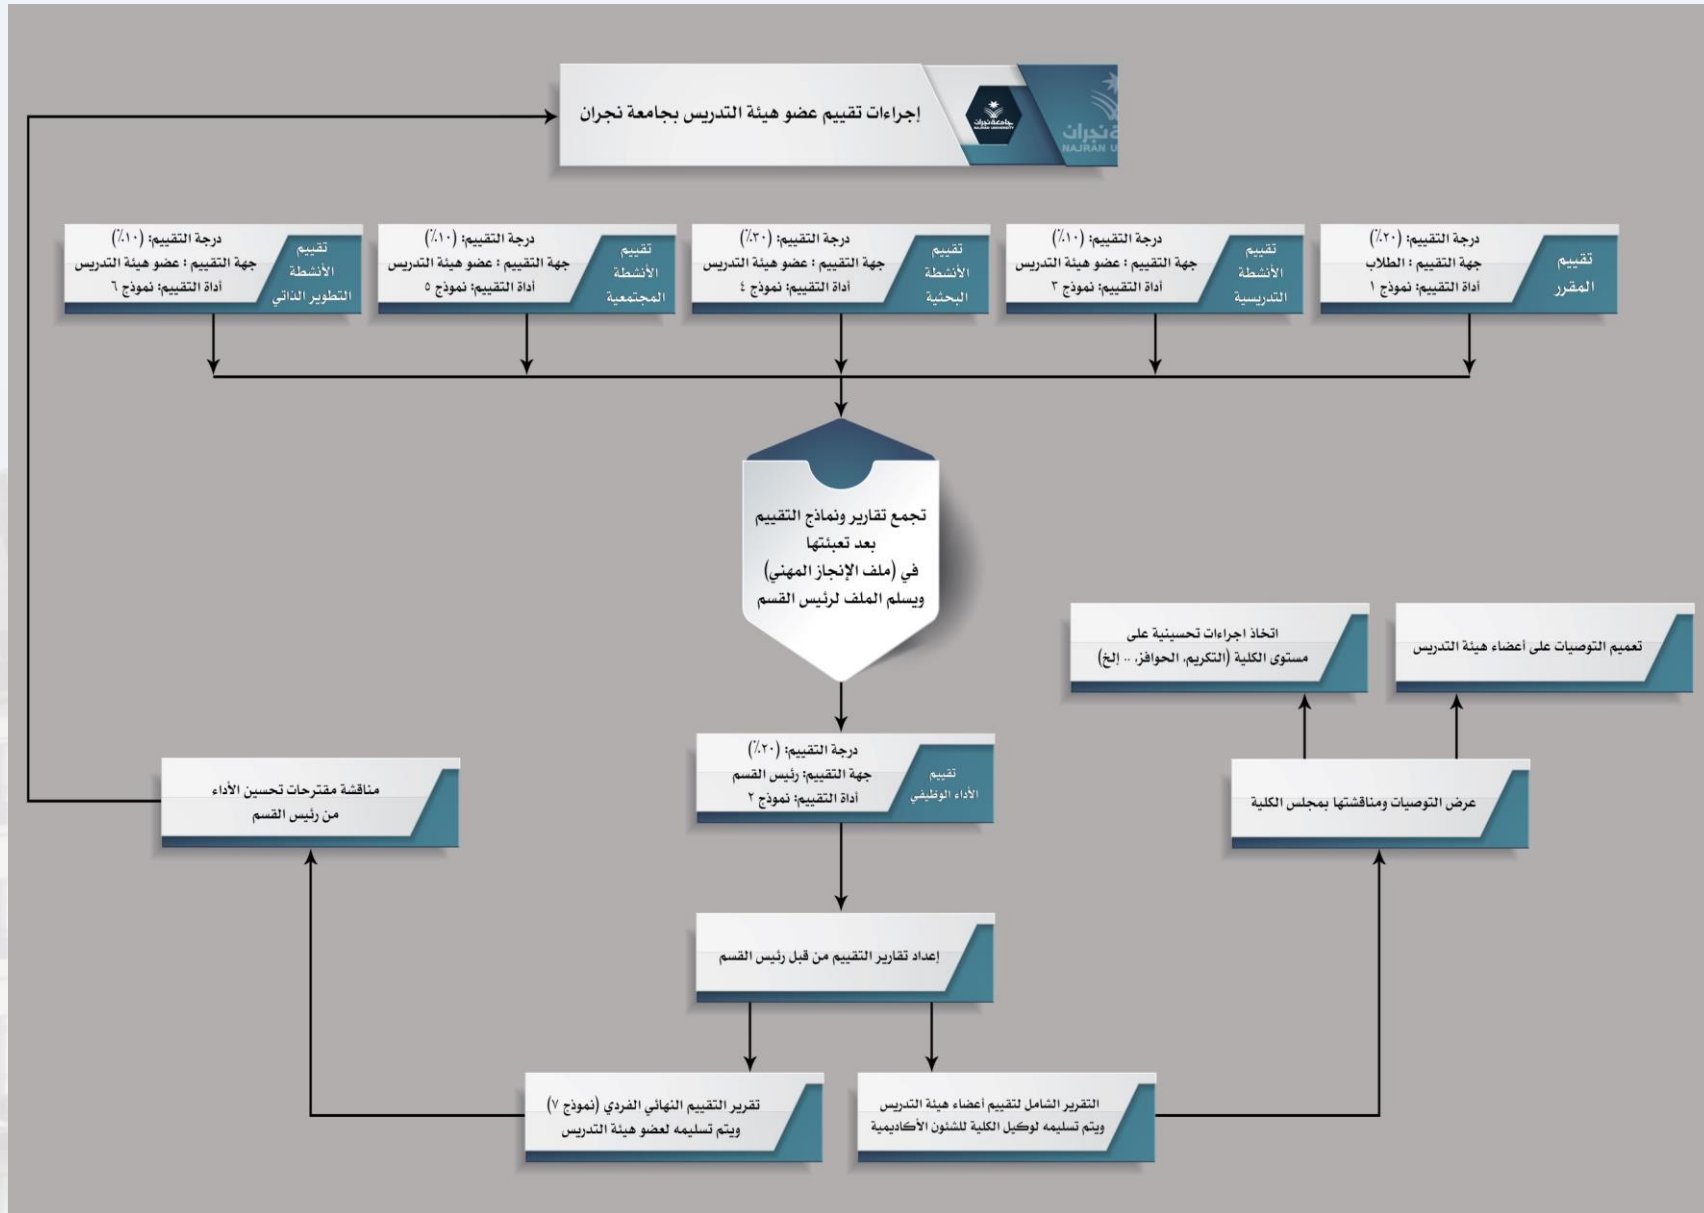 إجراءات تقييم عضو هيئة التدريس بجامعة نجران
جامعة نجران
NAJRAN UNIVERSITY
NAJRAN U
تقييم
المقرر
درجة التقييم: (٢٠٪)
جهة التقييم : الطلاب
أداة التقييم: نموذج ١
تقييم
الأنشطة
التدريسية
درجة التقييم: (١٠٪)
جهة التقييم : عضو هيئة التدريس
أداة التقييم: نموذج ٣
تقييم
الأنشطة
البحثية
درجة التقييم: (٣٠٪)
جهة التقييم : عضو هيئة التدريس
أداة التقييم: نموذج ٤
تقييم
الأنشطة
المجتمعية
درجة التقييم: (١٠٪)
جهة التقييم : عضو هيئة التدريس
أداة التقييم: نموذج ٥
تقييم
الأنشطة
التطوير الذاتي
درجة التقييم: (١٠٪)
جهة التقييم : عضو هيئة التدريس
أداة التقييم: نموذج ٦
تجمع تقارير ونماذج التقييم
بعد تعبئتها
في (ملف الإنجاز المهني)
ويسلم الملف لرئيس القسم
تعميم التوصيات على أعضاء هيئة التدريس
اتخاذ اجراءات تحسينية على
مستوى الكلية (التكريم، الحوافز، .. إلخ)
تقييم
الأداء الوظيفي
درجة التقييم: (٢٠٪)
جهة التقييم: رئيس القسم
أداة التقييم: نموذج ٢
عرض التوصيات ومناقشتها بمجلس الكلية
مناقشة مقترحات تحسين الأداء
من رئيس القسم
إعداد تقارير التقييم من قبل رئيس القسم
التقرير الشامل لتقييم أعضاء هيئة التدريس
ويتم تسليمه لوكيل الكلية للشئون الأكاديمية
تقرير التقييم النهائي الفردي (نموذج ٧)
ويتم تسليمه لعضو هيئة التدريس